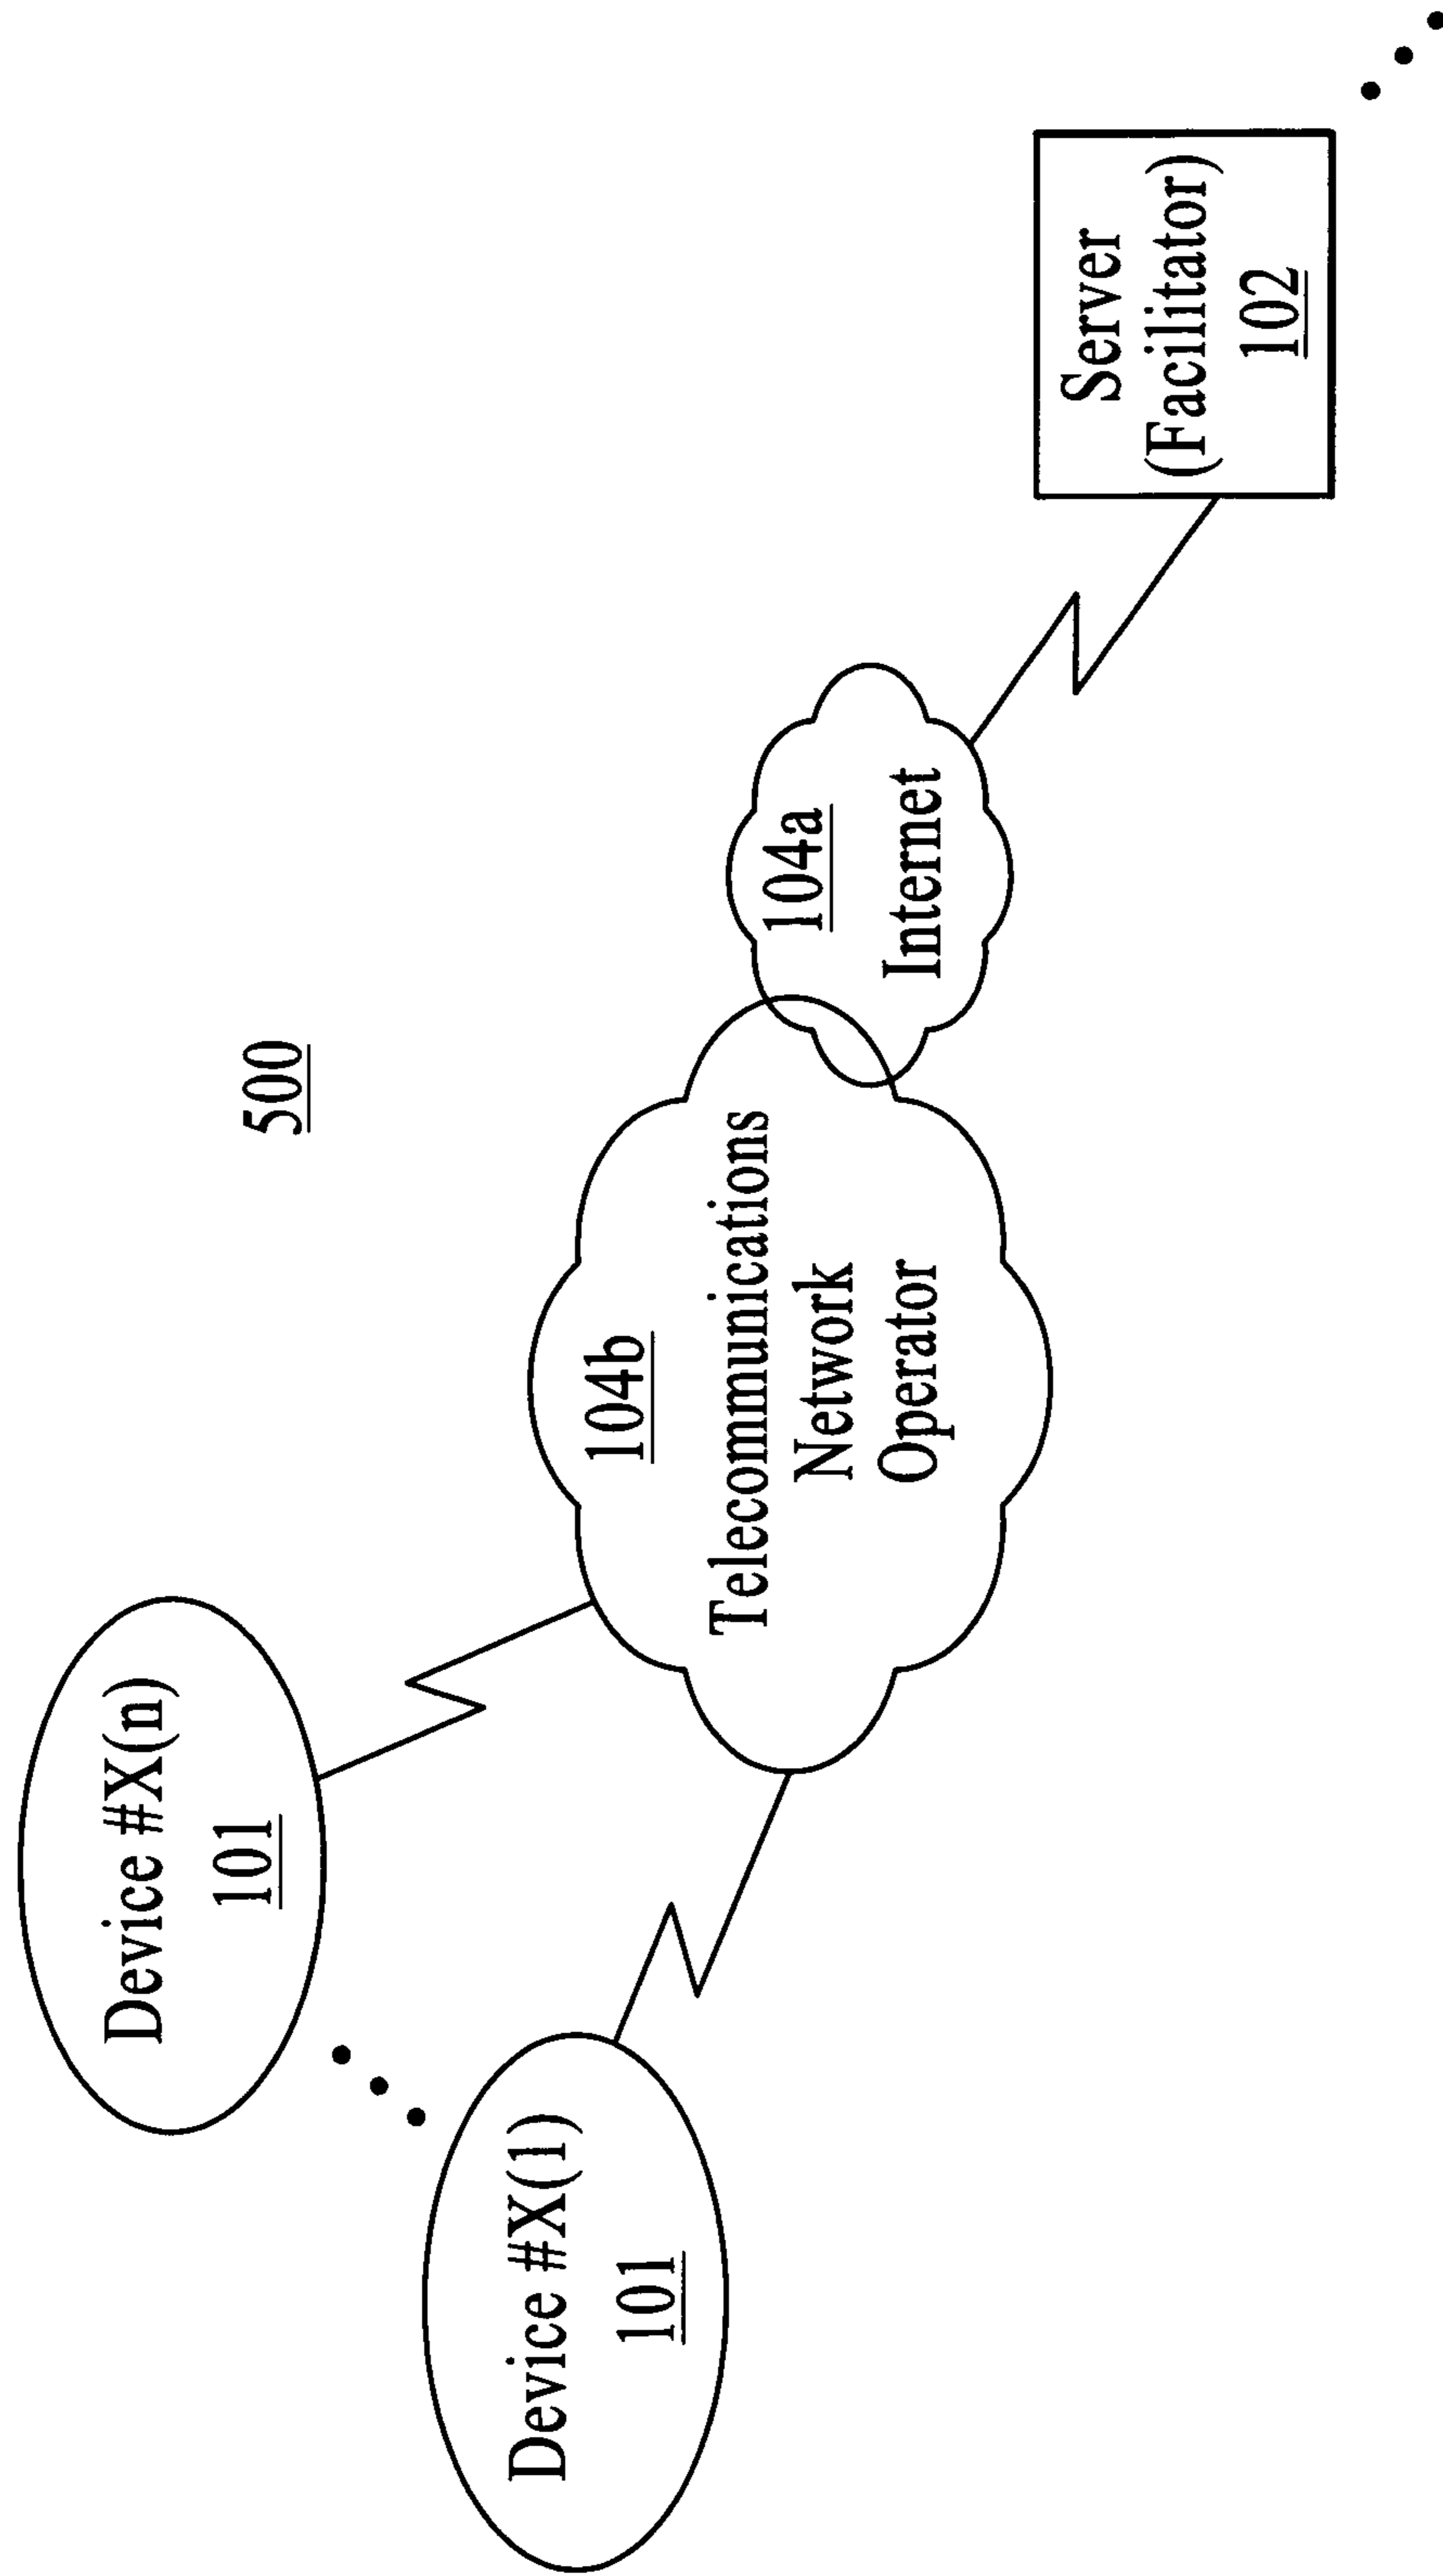 500
Device #X(n)
101
Device #X(1)
101
104b
Telecommunications
Network
Operator
104a
Internet
Server
(Facilitator)
102